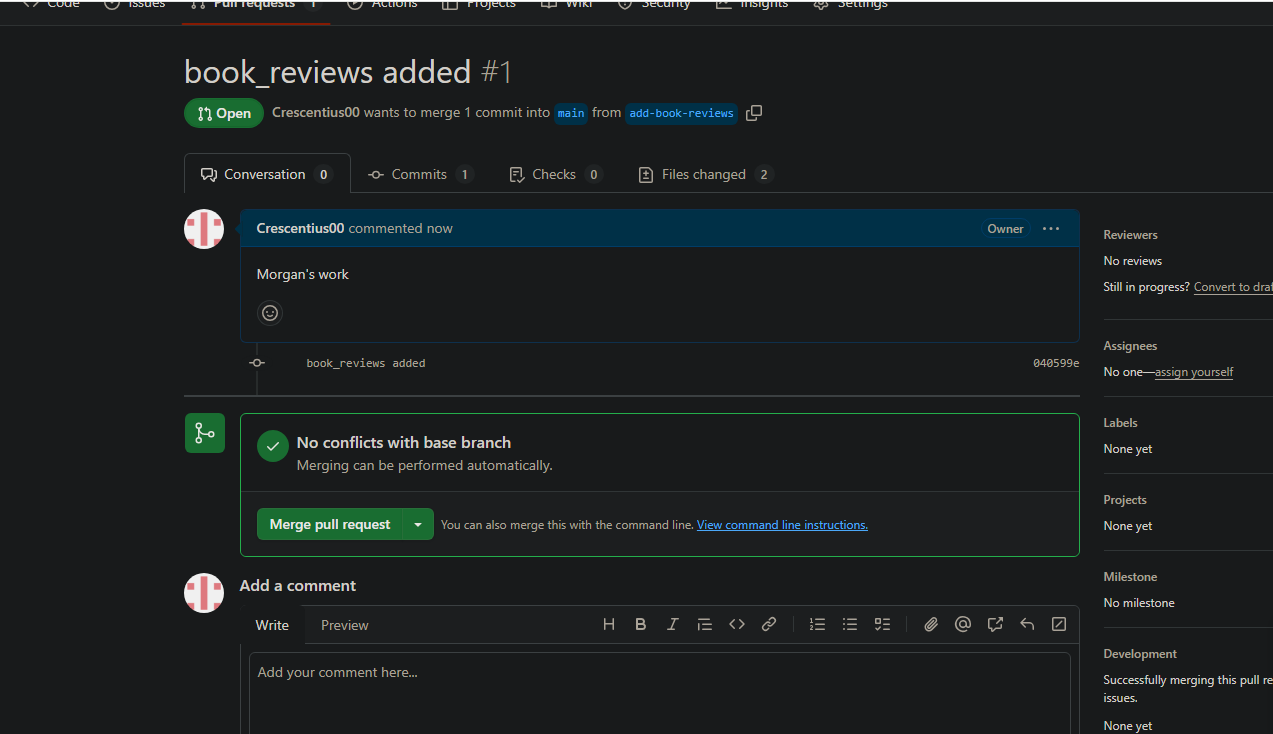 Code Issues Pull requests 1 Actions Projects Wiki Security Insights Settings
book_reviews added #1
Open Crescentius00 wants to merge 1 commit into main from add-book-reviews
Conversation 0 Commits 1 Checks 0 Files changed 2
Crescentius00 commented now Owner
Morgan's work
book_reviews added 040599e
No conflicts with base branch
Merging can be performed automatically.
Merge pull request You can also merge this with the command line. View command line instructions.
Add a comment
Write Preview
Add your comment here...
Reviewers
No reviews
Still in progress? Convert to
Assignees
No one—assign yourself
Labels
None yet
Projects
None yet
Milestone
No milestone
Development
Successfully merging this pull
issues.
None yet